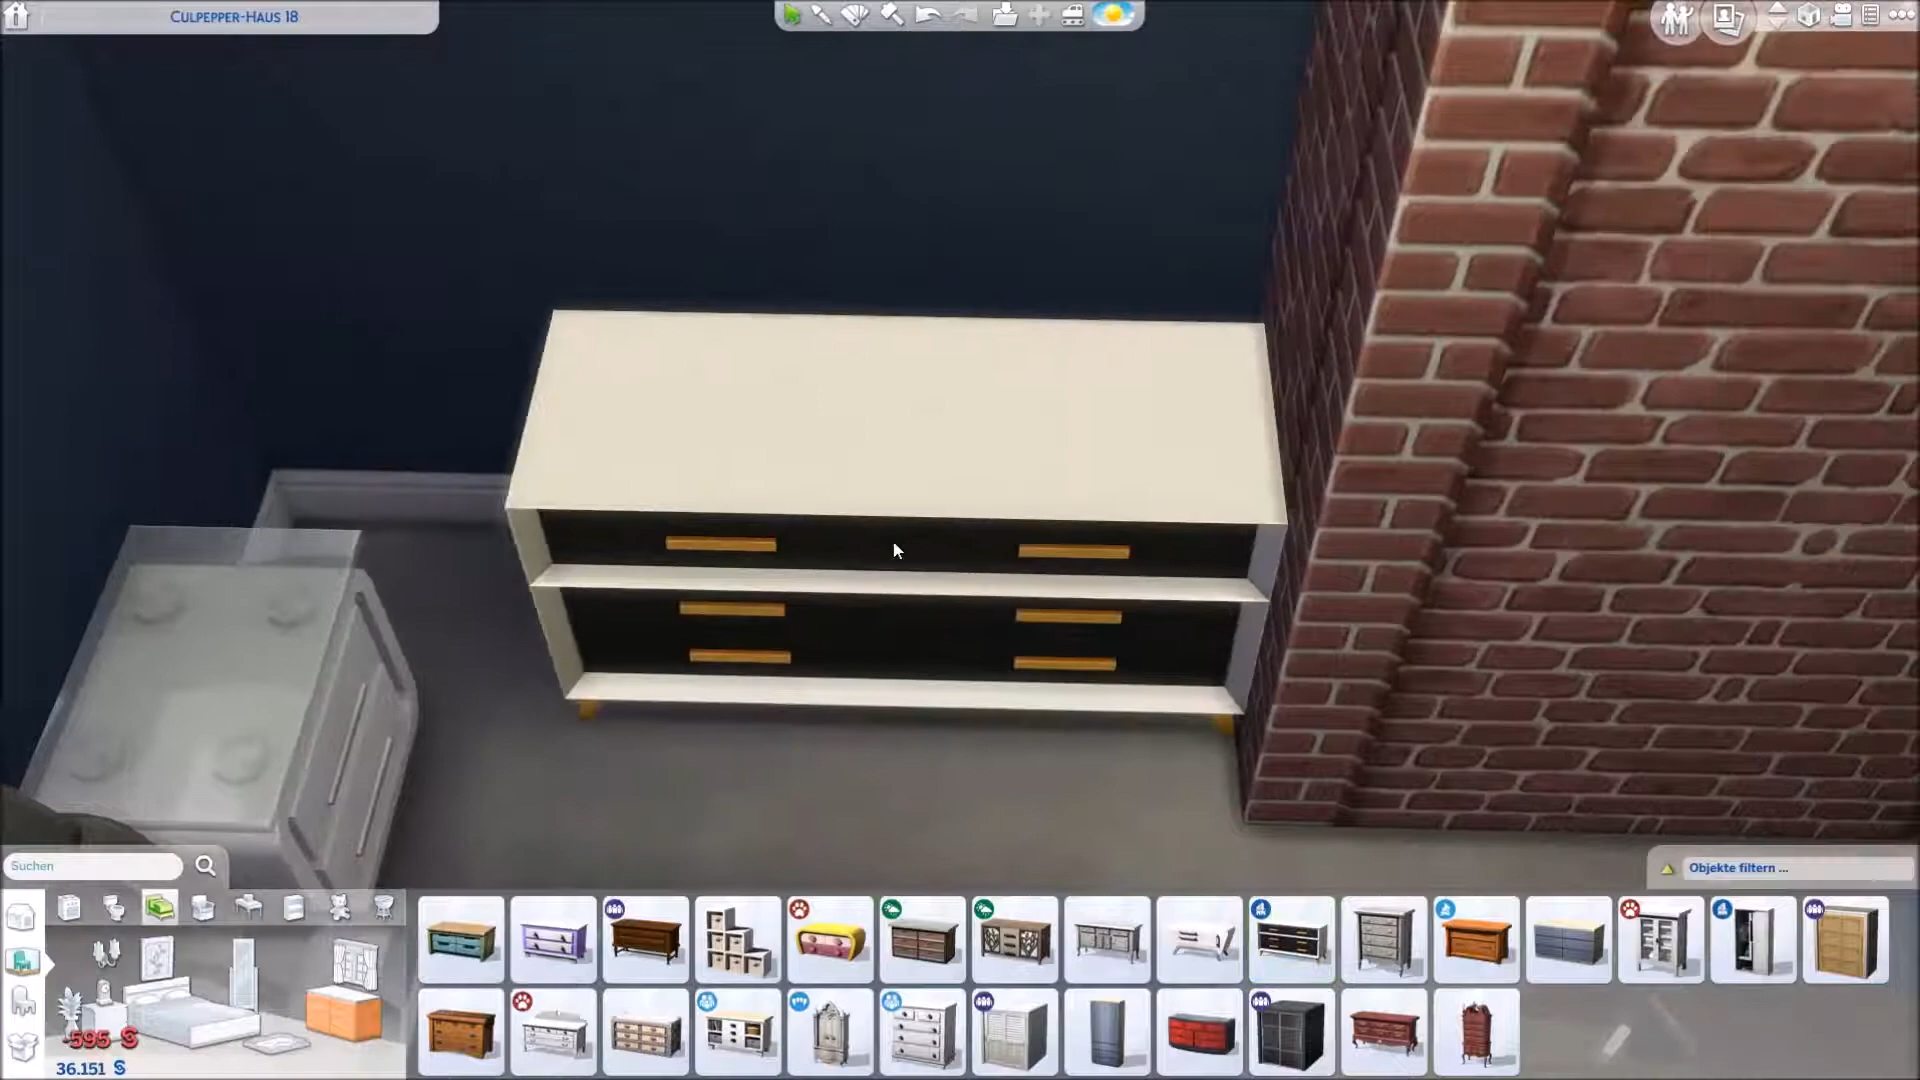 CULPEPPER-HAUS 18
Suchen
Objekte filtern ...
-595 §
36.151 §